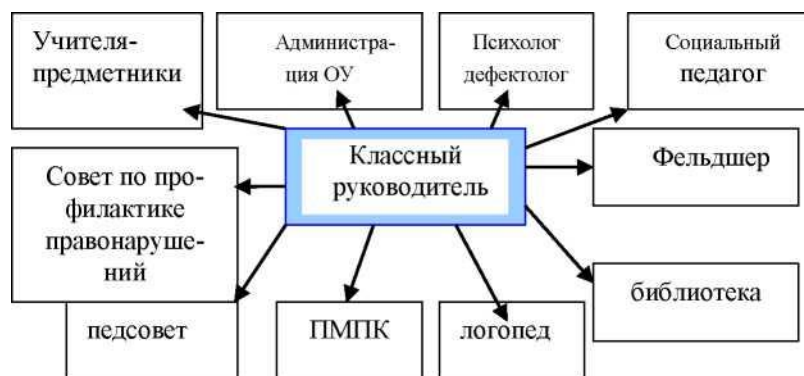 Учителя-
предметники
Администра-
ция ОУ
Психолог
дефектолог
Социальный
педагог
Классный
руководитель
Фельдшер
Совет по про-
филактике
правонаруше-
ний
библиотека
педсовет
ПМПК
логопед